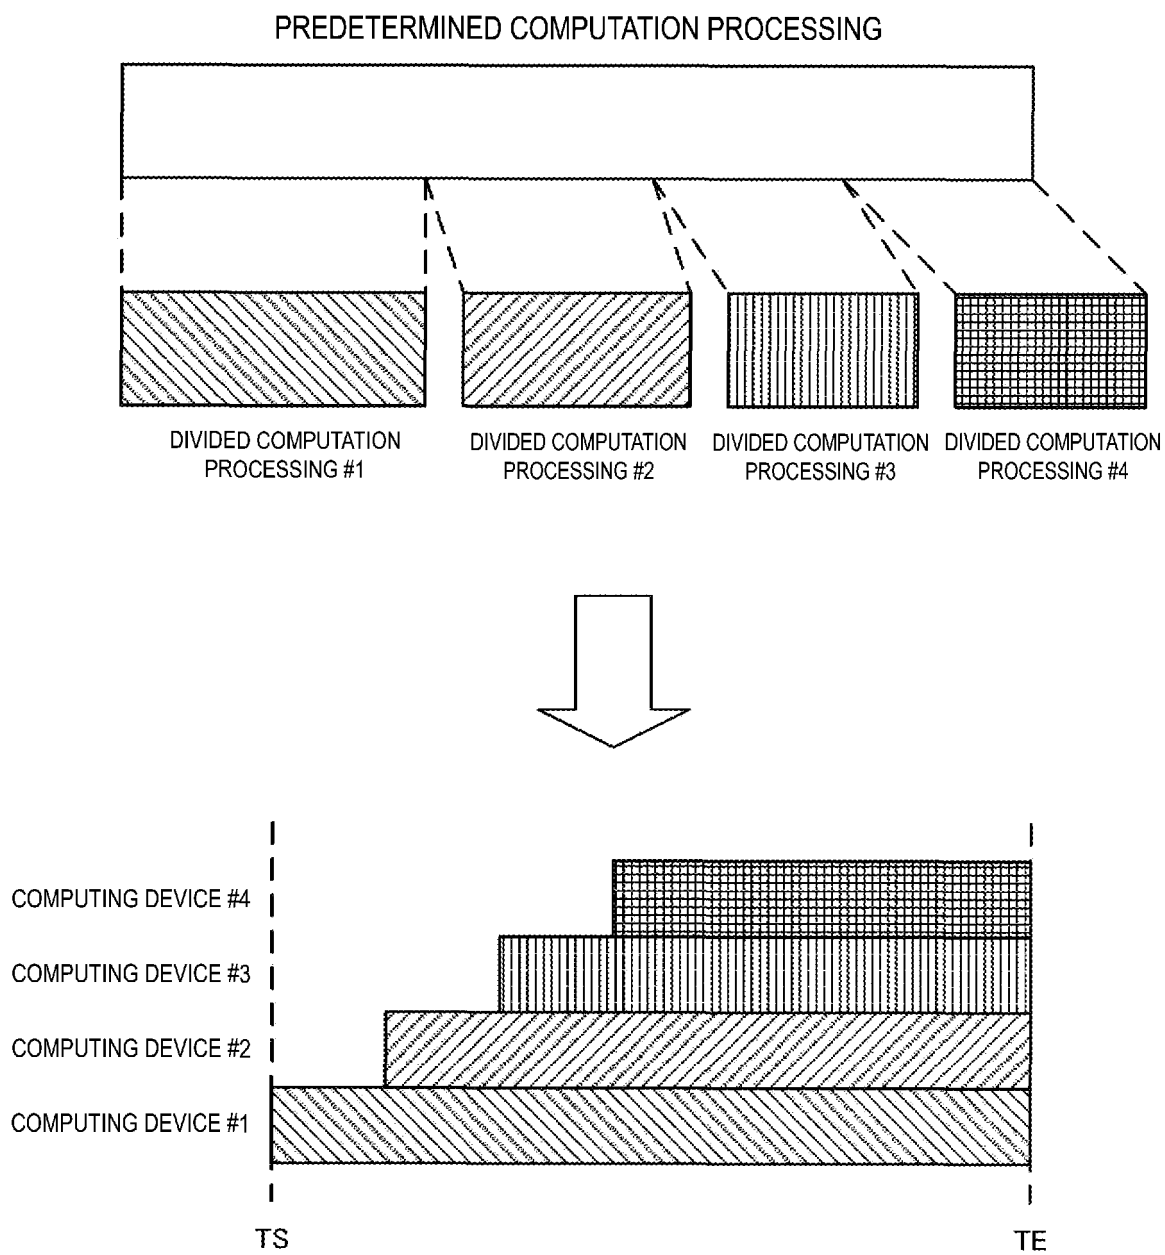 PREDETERMINED COMPUTATION PROCESSING
DIVIDED COMPUTATION
PROCESSING #1
DIVIDED COMPUTATION
PROCESSING #2
DIVIDED COMPUTATION
PROCESSING #3
DIVIDED COMPUTATION
PROCESSING #4
COMPUTING DEVICE #4
COMPUTING DEVICE #3
COMPUTING DEVICE #2
COMPUTING DEVICE #1
TS
TE